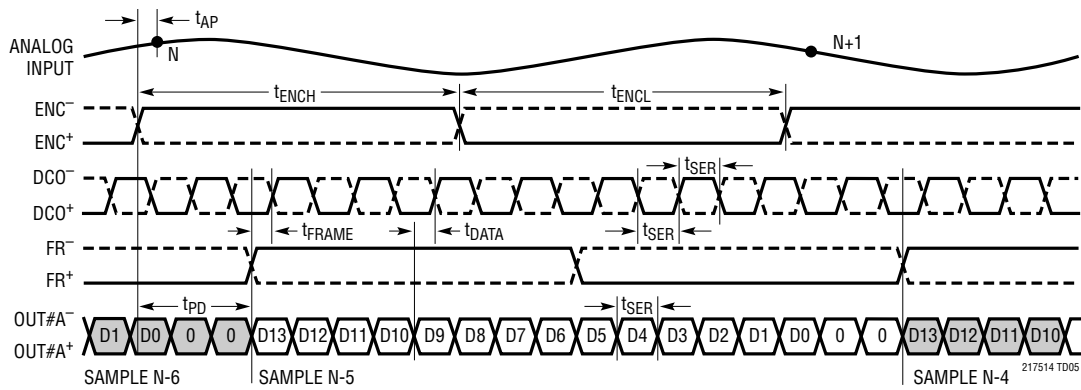 tAP
ANALOG
INPUT
N
N+1
tENCH
tENCL
ENC–
ENC+
DCO–
DCO+
tSER
tFRAME
tDATA
tSER
FR–
FR+
tPD
tSER
OUT#A–
OUT#A+
D1 D0 0 0 D13 D12 D11 D10 D9 D8 D7 D6 D5 D4 D3 D2 D1 D0 0 0 D13 D12 D11 D10
SAMPLE N-6
SAMPLE N-5
SAMPLE N-4
217514 TD05